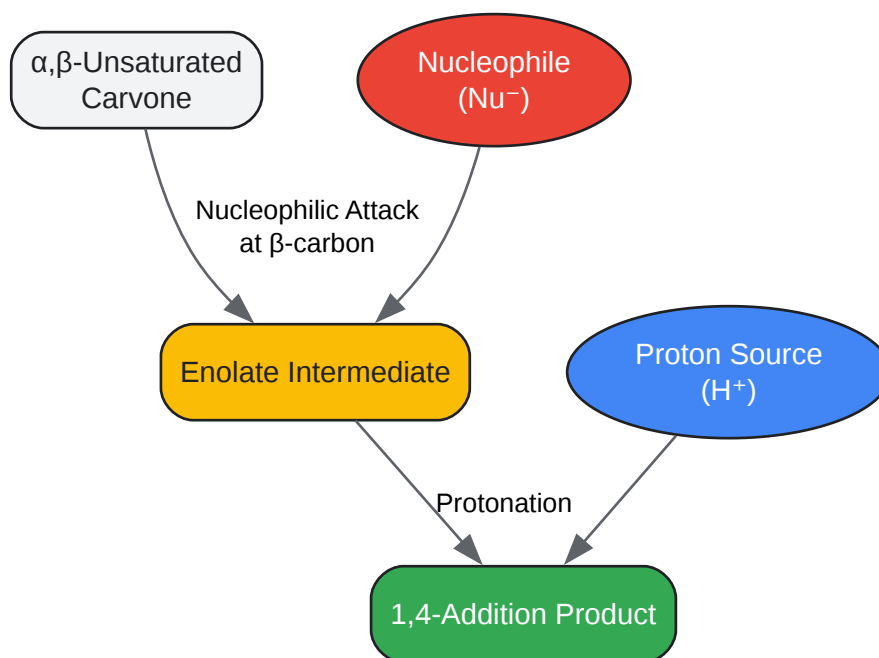 α,β-Unsaturated
Carvone
Nucleophile
(Nu⁻)
Nucleophilic Attack
at β-carbon
Enolate Intermediate
Proton Source
(H⁺)
Protonation
1,4-Addition Product